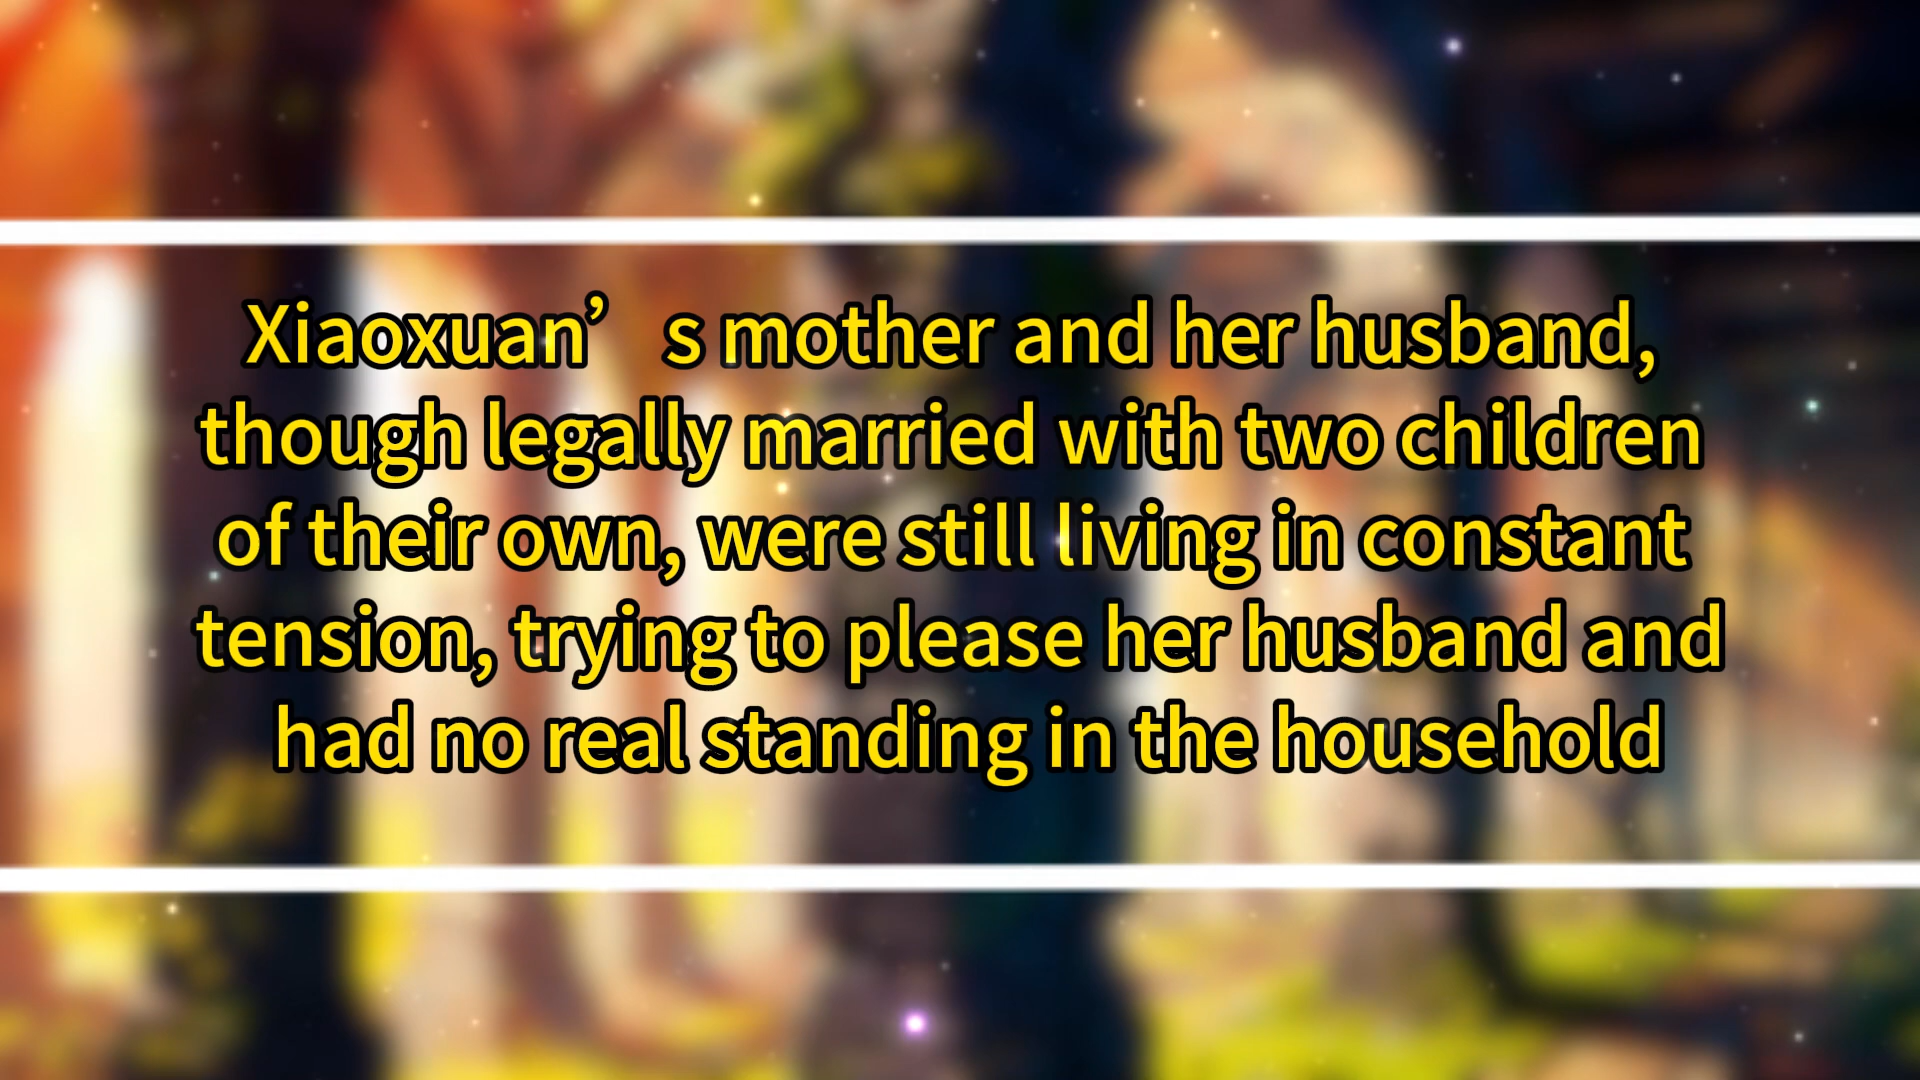 Xiaoxuan’ s mother and her husband,
though legally married with two children
of their own, were still living in constant
tension, trying to please her husband and
had no real standing in the household